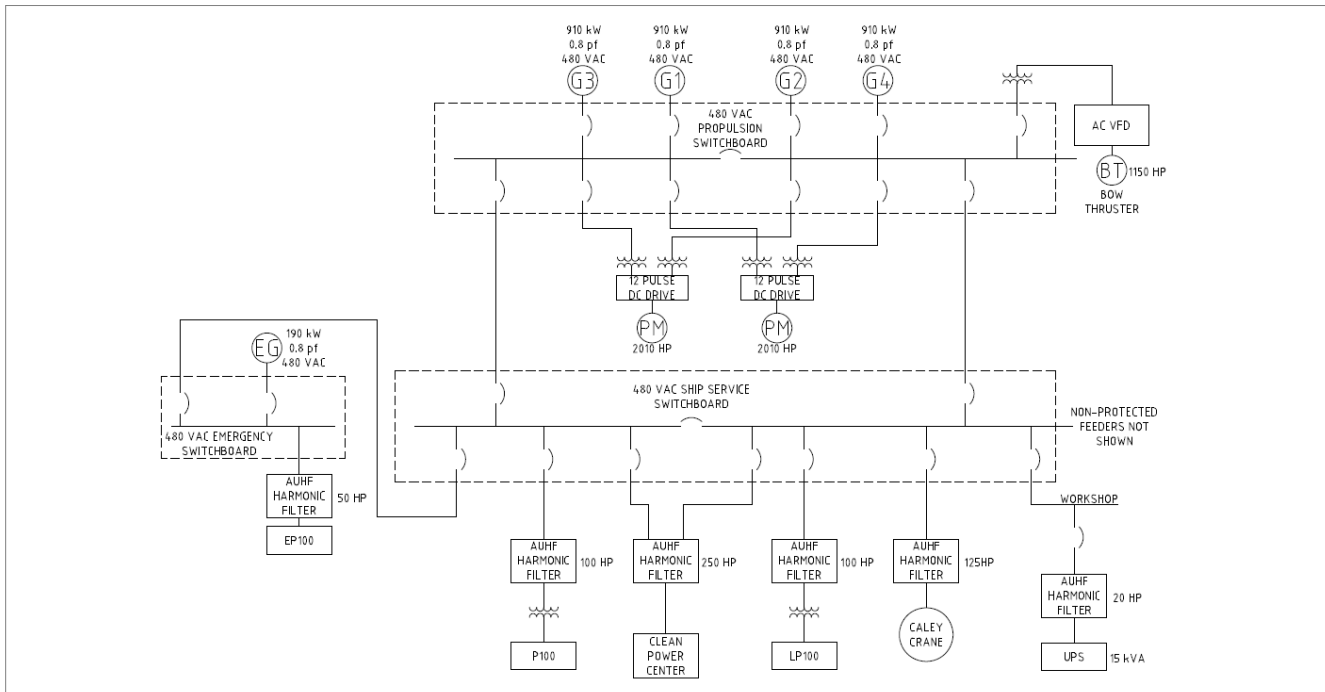 910 kW
0.8 pf
480 VAC
G3
910 kW
0.8 pf
480 VAC
G1
910 kW
0.8 pf
480 VAC
G2
910 kW
0.8 pf
480 VAC
G4
480 VAC
PROPULSION
SWITCHBOARD
AC VFD
BT
1150 HP
BOW
THRUSTER
12 PULSE
DC DRIVE
PM
2010 HP
12 PULSE
DC DRIVE
PM
2010 HP
190 kW
0.8 pf
480 VAC
EG
480 VAC EMERGENCY
SWITCHBOARD
AUHF
HARMONIC
FILTER
50 HP
EP100
480 VAC SHIP SERVICE
SWITCHBOARD
NON-PROTECTED
FEEDERS NOT
SHOWN
AUHF
HARMONIC
FILTER
100 HP
P100
AUHF
HARMONIC
FILTER
250 HP
CLEAN
POWER
CENTER
AUHF
HARMONIC
FILTER
100 HP
LP100
AUHF
HARMONIC
FILTER
125HP
CALEY
CRANE
WORKSHOP
AUHF
HARMONIC
FILTER
20 HP
UPS
15 kVA